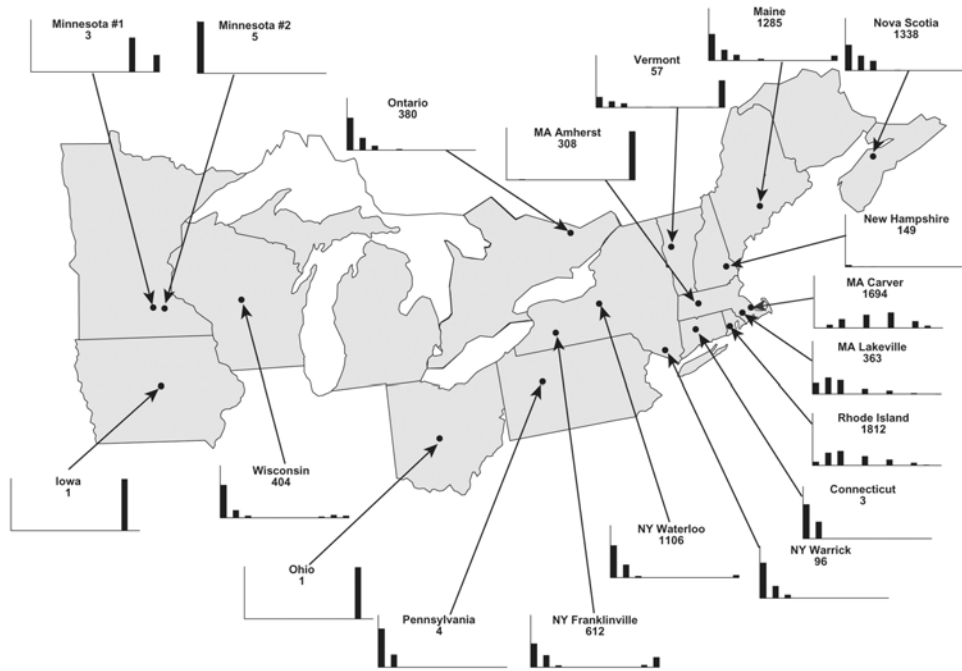 Minnesota #1
3
Minnesota #2
5
Ontario
380
MA Amherst
308
Vermont
57
Maine
1285
Nova Scotia
1338
New Hampshire
149
MA Carver
1694
MA Lakeville
363
Rhode Island
1812
Connecticut
3
NY Warrick
96
NY Waterloo
1106
NY Franklinville
612
Pennsylvania
4
Ohio
1
Wisconsin
404
Iowa
1